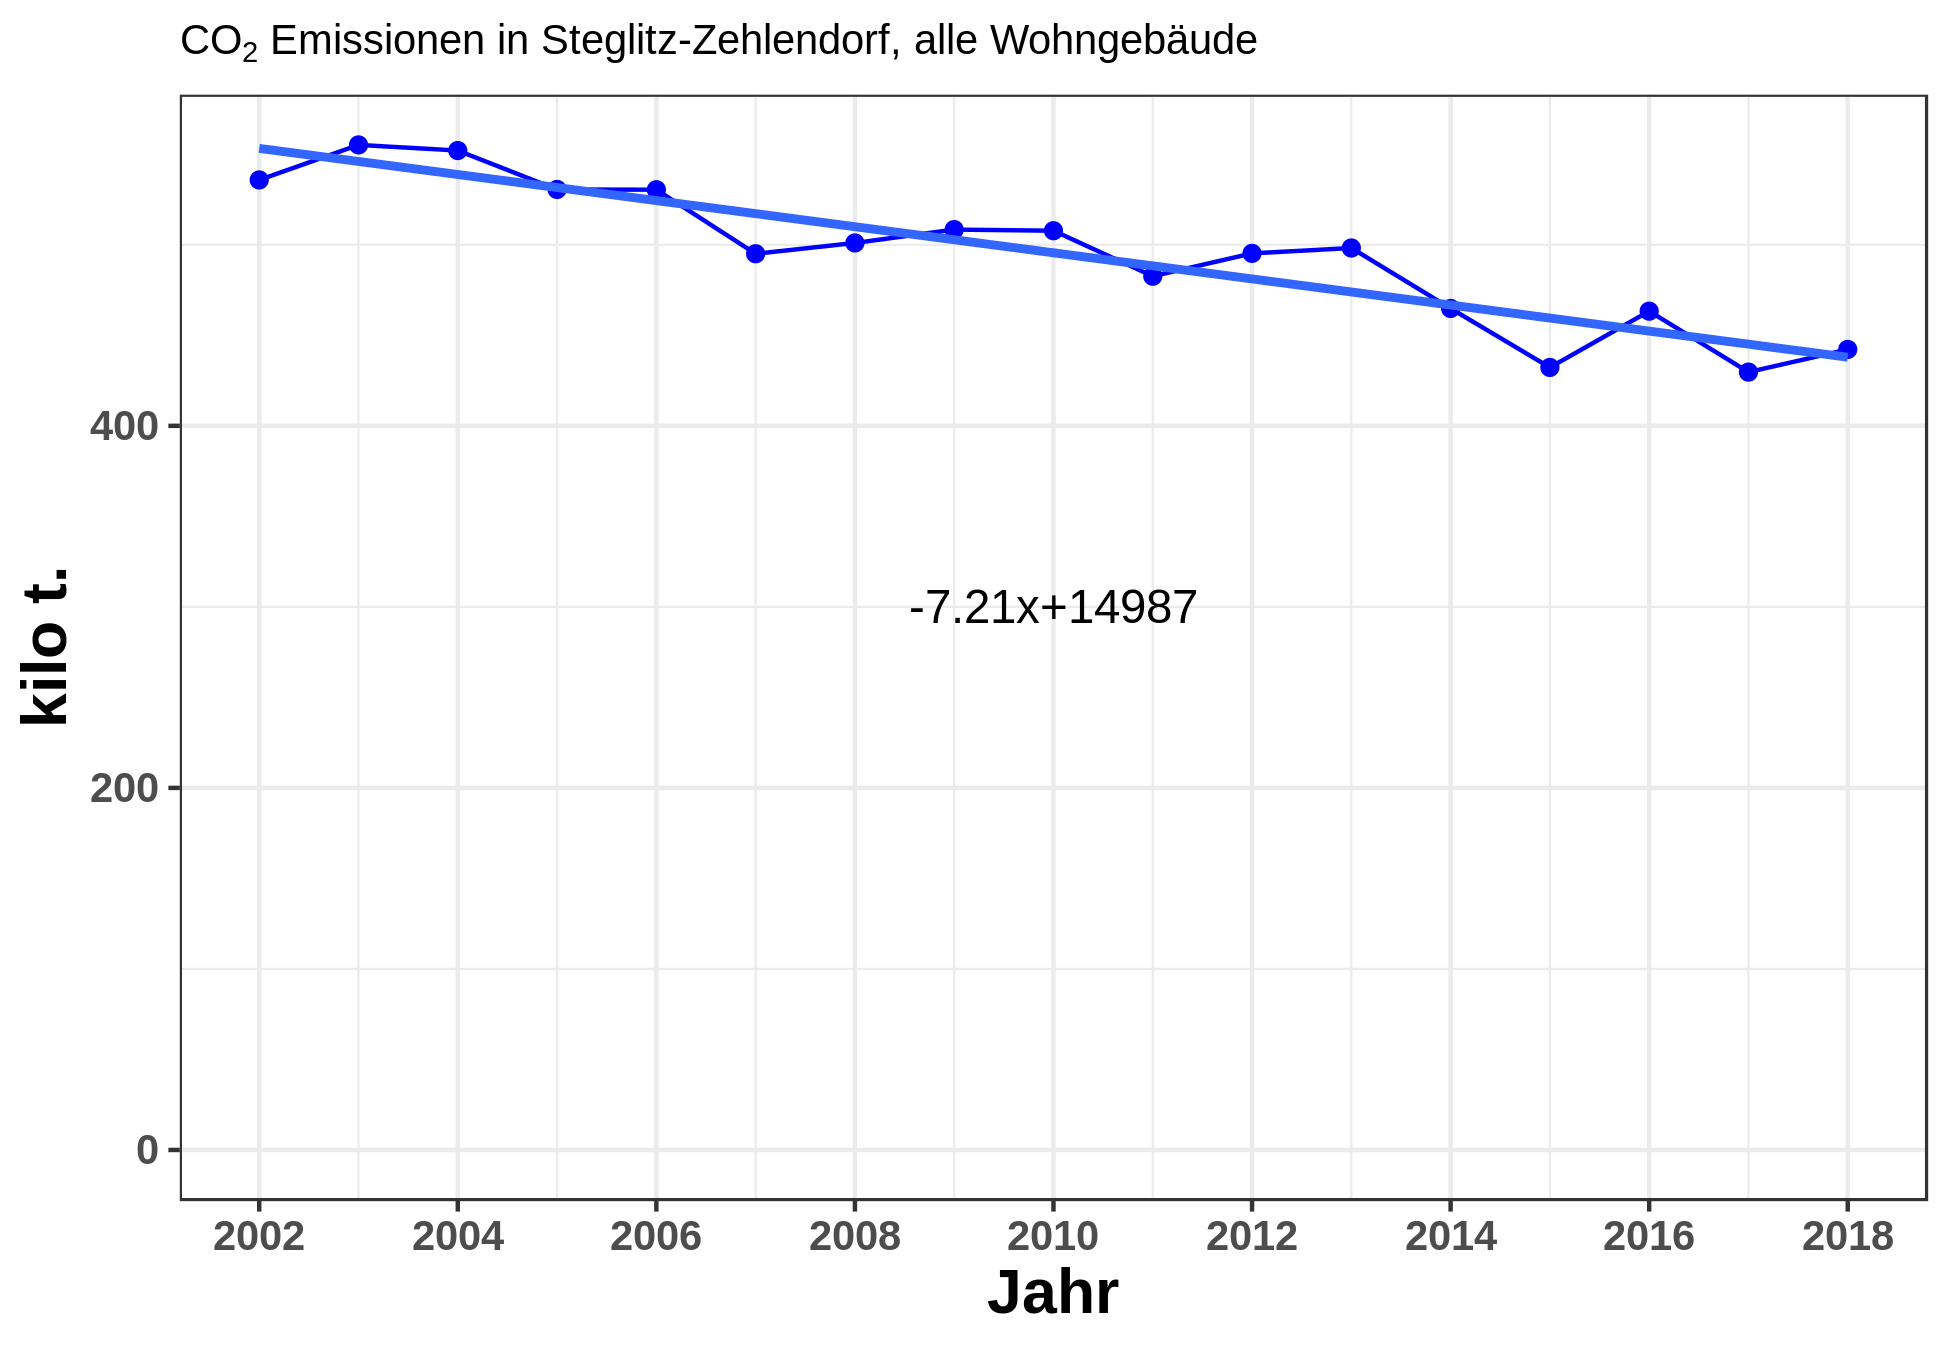 CO₂ Emissionen in Steglitz-Zehlendorf, alle Wohngebäude
kilo t.
400
200
0
-7.21x+14987
2002 2004 2006 2008 2010 2012 2014 2016 2018
Jahr